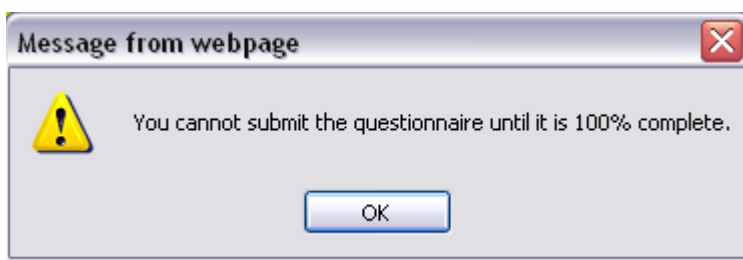 Message from webpage
You cannot submit the questionnaire until it is 100% complete.
OK